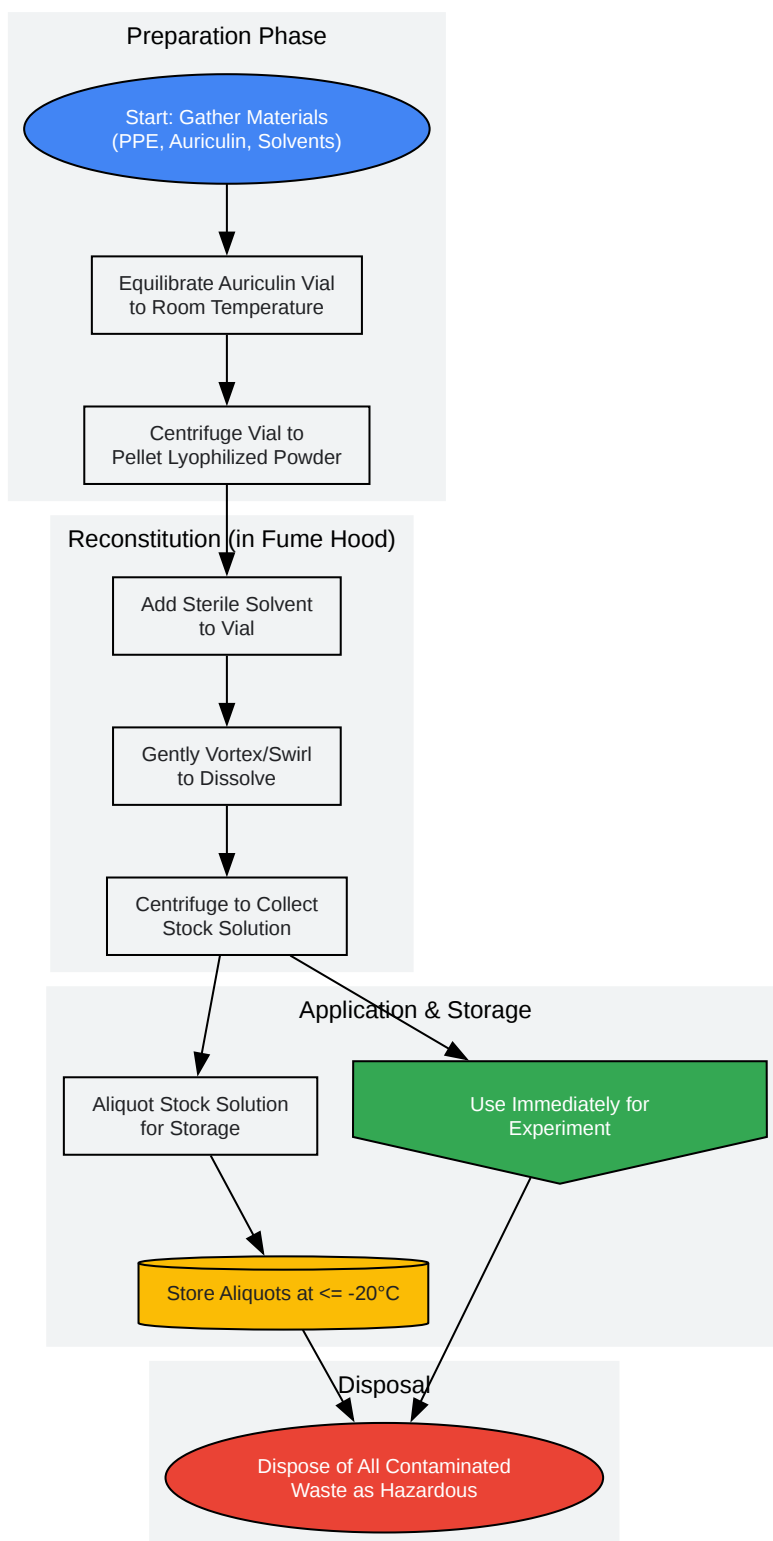 Preparation Phase
Start: Gather Materials
(PPE, Auriculin, Solvents)
Equilibrate Auriculin Vial
to Room Temperature
Centrifuge Vial to
Pellet Lyophilized Powder
Reconstitution (in Fume Hood)
Add Sterile Solvent
to Vial
Gently Vortex/Swirl
to Dissolve
Centrifuge to Collect
Stock Solution
Application & Storage
Aliquot Stock Solution
for Storage
Use Immediately for
Experiment
Store Aliquots at <= -20°C
Disposal
Dispose of All Contaminated
Waste as Hazardous